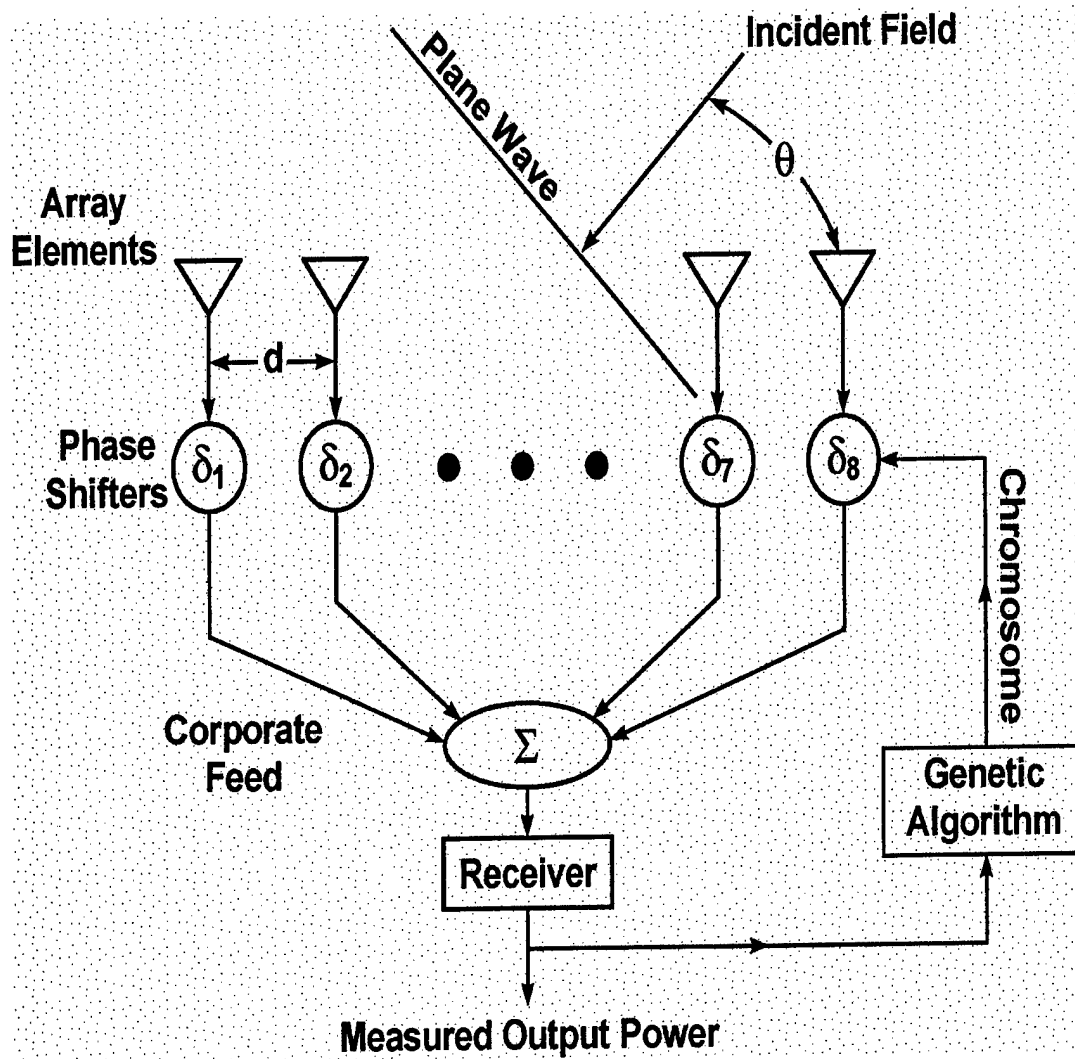 Incident Field
Plane Wave
θ
Array
Elements
d
Phase
Shifters
δ1
δ2
δ7
δ8
Chromosome
Corporate
Feed
Σ
Genetic
Algorithm
Receiver
Measured Output Power